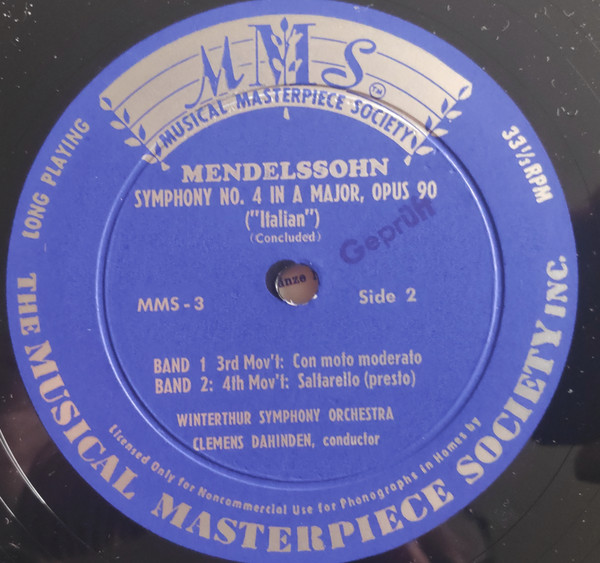 MMS
TM
MUSICAL MASTERPIECE SOCIETY
LONG PLAYING
33⅓ RPM
MENDELSSOHN
SYMPHONY NO. 4 IN A MAJOR, OPUS 90
("Italian")
(Concluded)
Geprüft
MMS - 3
Side 2
BAND 1 3rd Mov't: Con moto moderato
BAND 2: 4th Mov't: Saltarello (presto)
WINTERTHUR SYMPHONY ORCHESTRA
CLEMENS DAHINDEN, conductor
Licensed Only for Noncommercial Use for Phonographs in Homes by
THE MUSICAL MASTERPIECE SOCIETY INC.